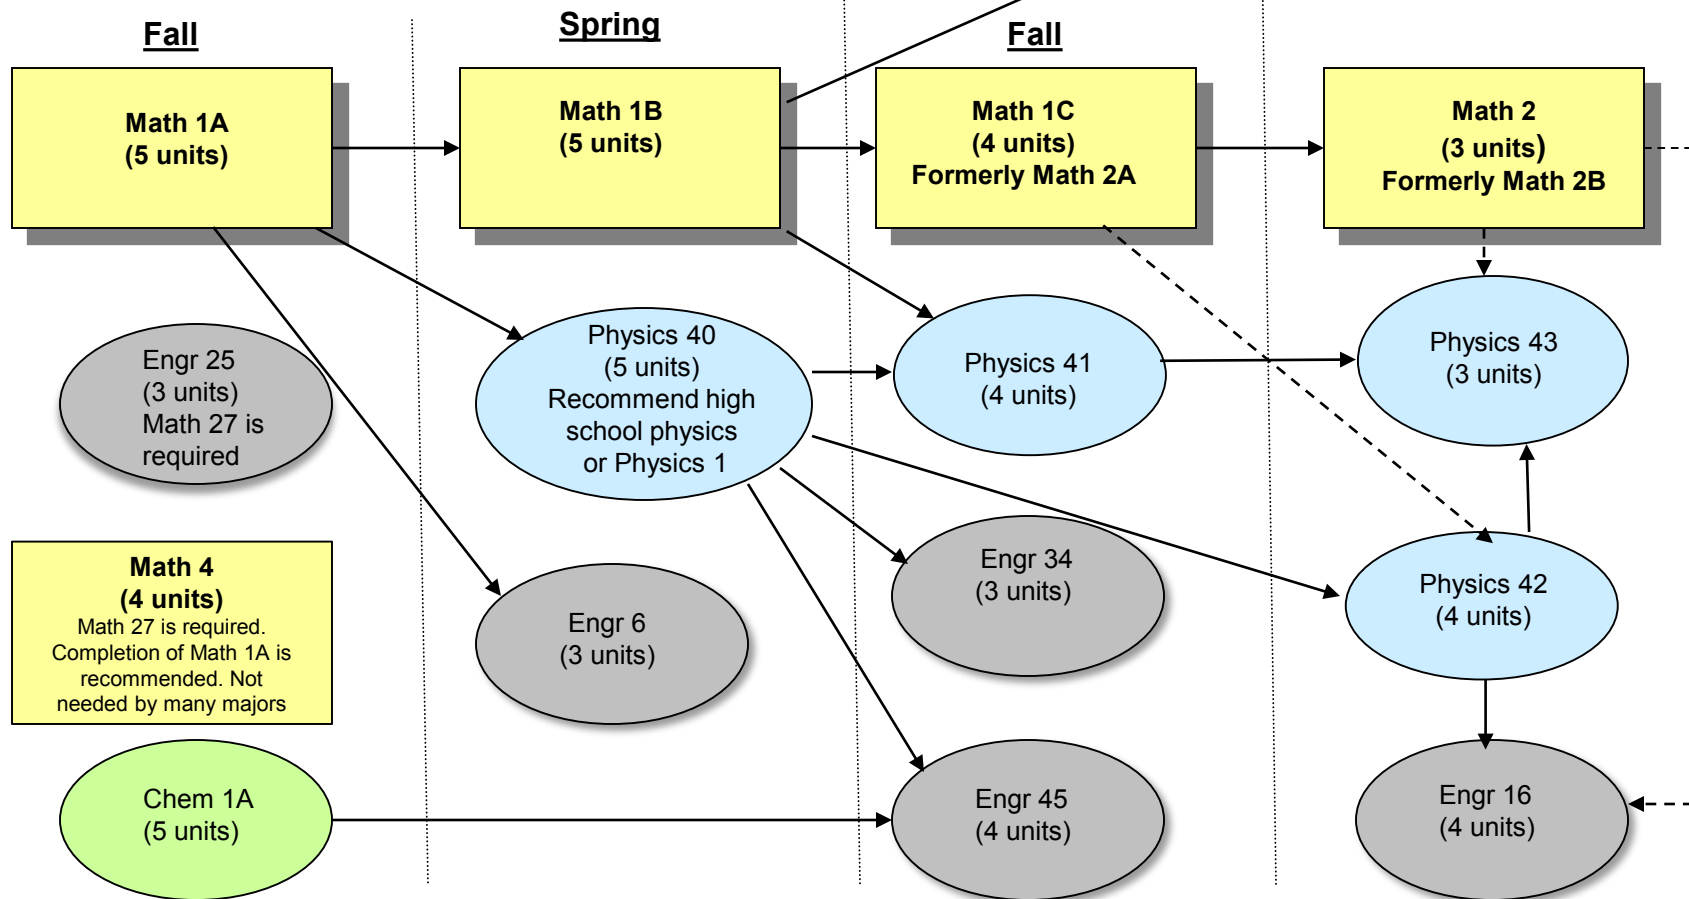 Fall
Spring
Fall
Math 1A
(5 units)
Math 1B
(5 units)
Math 1C
(4 units)
Formerly Math 2A
Math 2
(3 units)
Formerly Math 2B
Engr 25
(3 units)
Math 27 is
required
Physics 40
(5 units)
Recommend high
school physics
or Physics 1
Physics 41
(4 units)
Physics 43
(3 units)
Math 4
(4 units)
Math 27 is required.
Completion of Math 1A is
recommended. Not
needed by many majors
Engr 6
(3 units)
Engr 34
(3 units)
Physics 42
(4 units)
Chem 1A
(5 units)
Engr 45
(4 units)
Engr 16
(4 units)